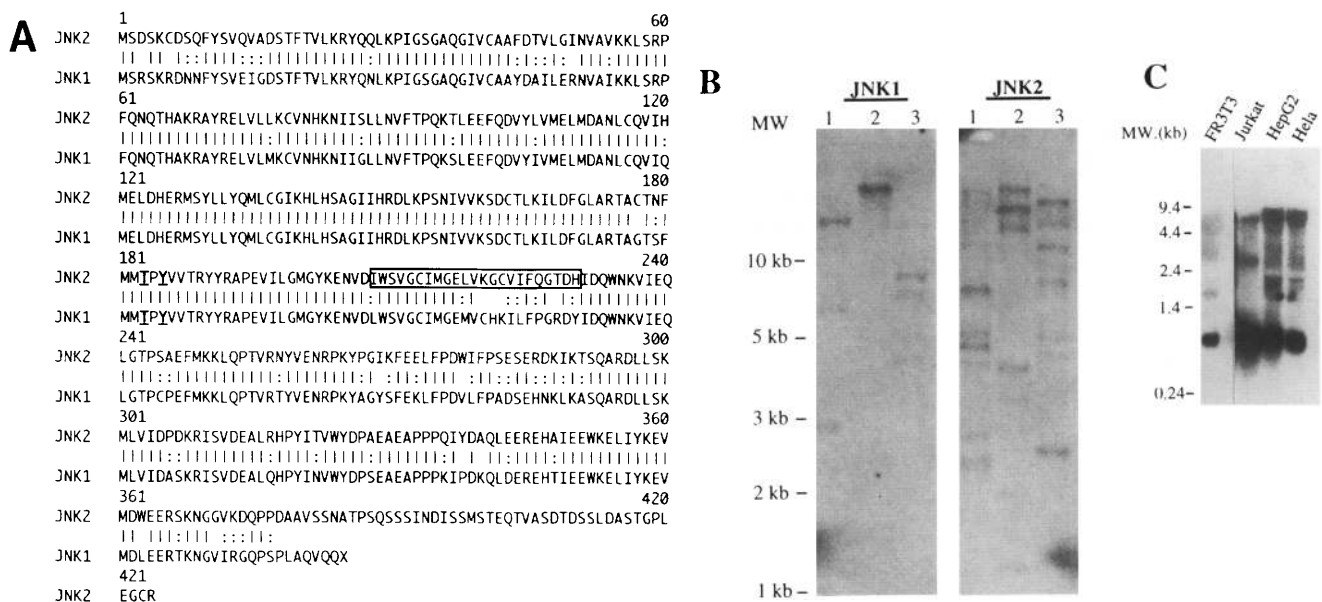 A
1 60
JNK2 MSDSKCDSQFYSVQVADSTFTVLKRYQQLKPIGSGAQGIVCAAFDTVLGINVAVKKLSRP
JNK1 MSRSKRDNNFYSVEIGDSTFTVLKRYQNLKPIGSGAQGIVCAAYDAILERNVAIKKLSRP
61 120
JNK2 FQNQTHAKRAYRELVLLKCVNHKNIISLLNVFTPQKTLEEFQDVYLVMELMDANLCQVIH
JNK1 FQNQTHAKRAYRELVLMKCVNHKNIIGLLNVFTPQKSLEEFQDVYIVMELMDANLCQVIQ
121 180
JNK2 MELDHERMSYLLYQMLCGIKHLHSAGIIHRDLKPSNIVVKSDCTLKILDFGLARTACTNF
JNK1 MELDHERMSYLLYQMLCGIKHLHSAGIIHRDLKPSNIVVKSDCTLKILDFGLARTAGTSF
181 240
JNK2 MMTPYVVTRYYRAPEVILGMGYKENVDIWSVGCIMGELVKGCVIFQGTDHIDQWNKVIEQ
JNK1 MMTPYVVTRYYRAPEVILGMGYKENVDLWSVGCIMGEMVCHKILFPGRDYIDQWNKVIEQ
241 300
JNK2 LGTPSAEFMKKLQPTVRNYVENRPKYPGIKFEELFPDWIFPSESERDKIKTSQARDLLSK
JNK1 LGTPCPEFMKKLQPTVRTYVENRPKYAGYSFEKLFPDVLFPADSEHNKLKASQARDLLSK
301 360
JNK2 MLVIDPDKRISVDEALRHPYITVWYDPAEAEAPPPQIYDAQLEEREHAIEEWKELIYKEV
JNK1 MLVIDASKRISVDEALQHPYINVWYDPSEAEAPPPKIPDKQLDEREHTIEEWKELIYKEV
361 420
JNK2 MDWEERSKNGGVKDQPPDAAVSSNATPSQSSSINDISSMSTEQTVASDTDSSLDASTGPL
JNK1 MDLEERTKNGVIRGQPSPLAQVQQX
421
JNK2 EGCR
B
JNK1 JNK2
MW 1 2 3 1 2 3
10 kb
5 kb
3 kb
2 kb
1 kb
C
MW.(kb) FR3T3 Jurkat HepG2 Hela
9.4
4.4
2.4
1.4
0.24